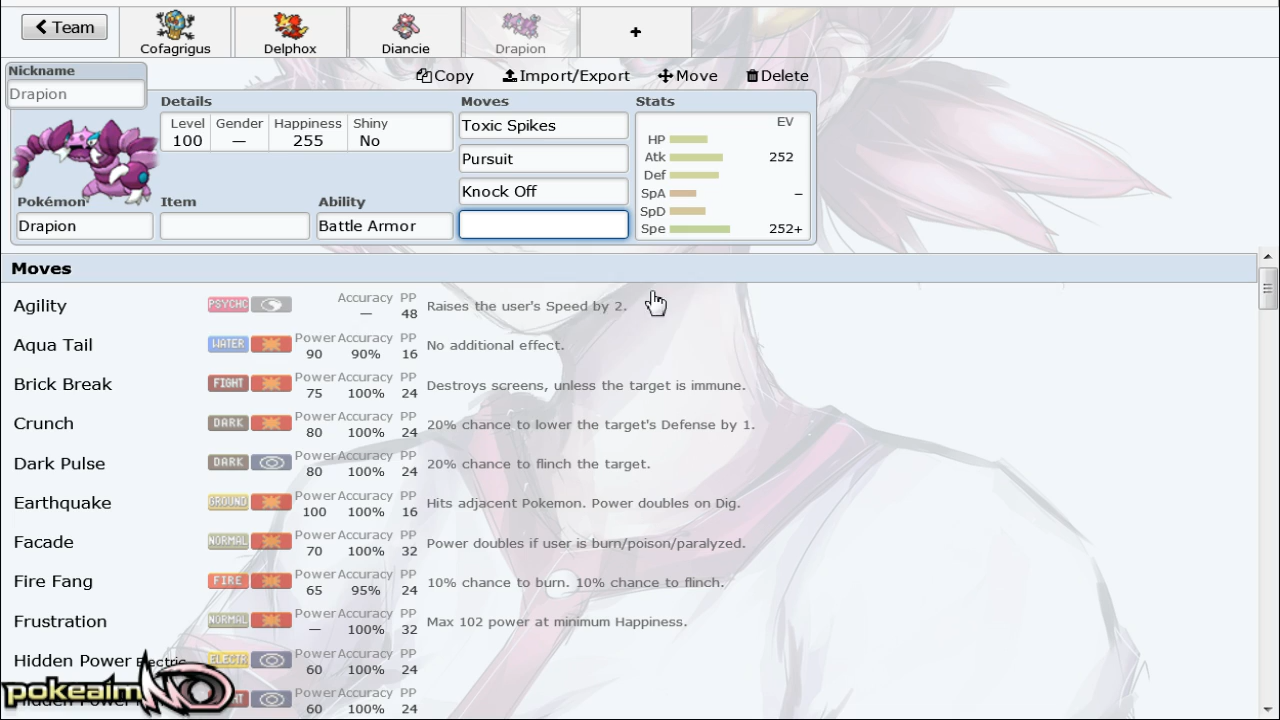 Team
Cofagrigus
Delphox
Diancie
Drapion
+
Nickname
Drapion
Copy
Import/Export
Move
Delete
Details
Moves
Stats
Level
100
Gender
—
Happiness
255
Shiny
No
Toxic Spikes
Pursuit
Knock Off
EV
HP
Atk 252
Def
SpA –
SpD
Spe 252+
Pokémon
Drapion
Item
Ability
Battle Armor
Moves
Agility PSYCHC Accuracy — PP 48 Raises the user's Speed by 2.
Aqua Tail WATER Power 90 Accuracy 90% PP 16 No additional effect.
Brick Break FIGHT Power 75 Accuracy 100% PP 24 Destroys screens, unless the target is immune.
Crunch DARK Power 80 Accuracy 100% PP 24 20% chance to lower the target's Defense by 1.
Dark Pulse DARK Power 80 Accuracy 100% PP 24 20% chance to flinch the target.
Earthquake GROUND Power 100 Accuracy 100% PP 16 Hits adjacent Pokemon. Power doubles on Dig.
Facade NORMAL Power 70 Accuracy 100% PP 32 Power doubles if user is burn/poison/paralyzed.
Fire Fang FIRE Power 65 Accuracy 95% PP 24 10% chance to burn. 10% chance to flinch.
Frustration NORMAL Power — Accuracy 100% PP 32 Max 102 power at minimum Happiness.
Hidden Power Electric ELECTR Power 60 Accuracy 100% PP 24
Power 60 Accuracy 100% PP 24
pokeaimMD